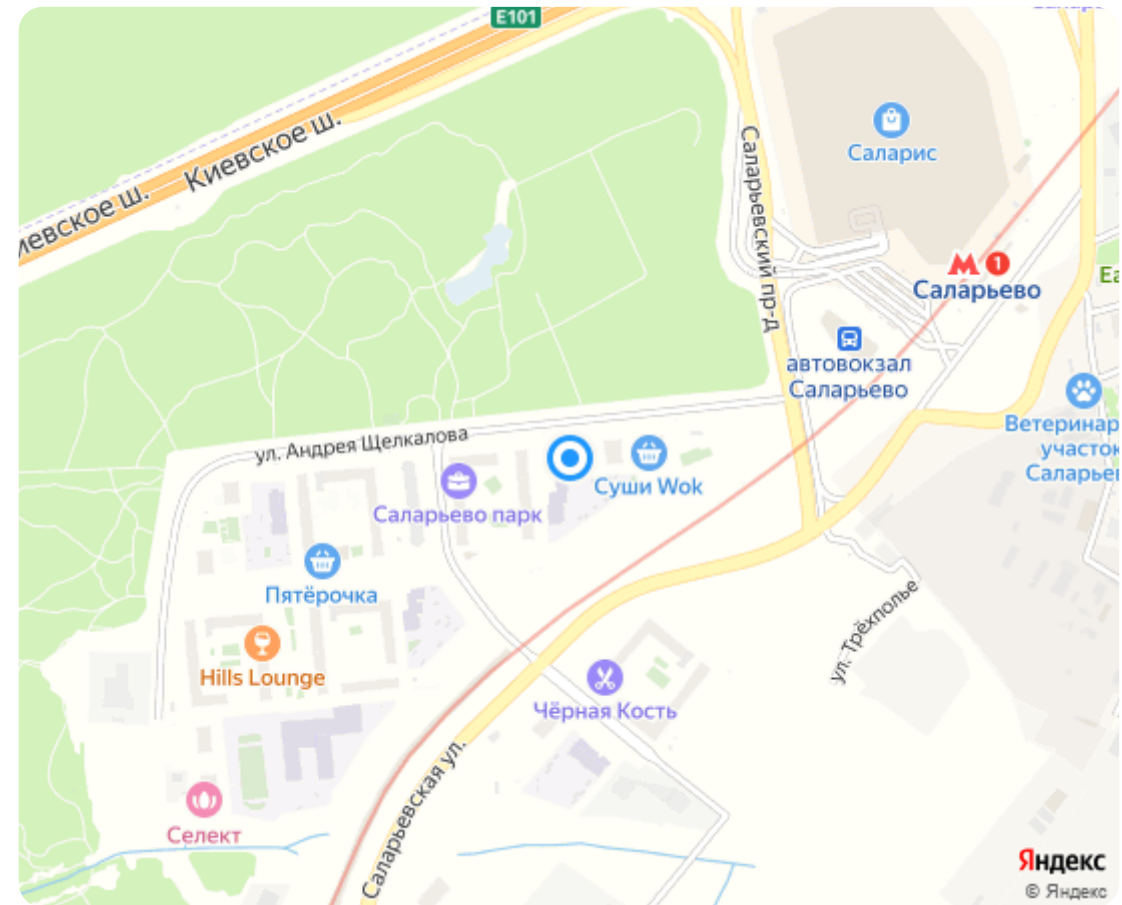 E101
Киевское ш.
иевское ш.
Саларис
Саларьевский пр-д
М 1
Саларьево
автовокзал
Саларьево
Ветеринар
участок
Саларьев
ул. Андрея Щелкалова
Суши Wok
Саларьево парк
Пятёрочка
ул. Трёхполье
Hills Lounge
Чёрная Кость
Саларьевская ул.
Селект
Яндекс
© Яндекс